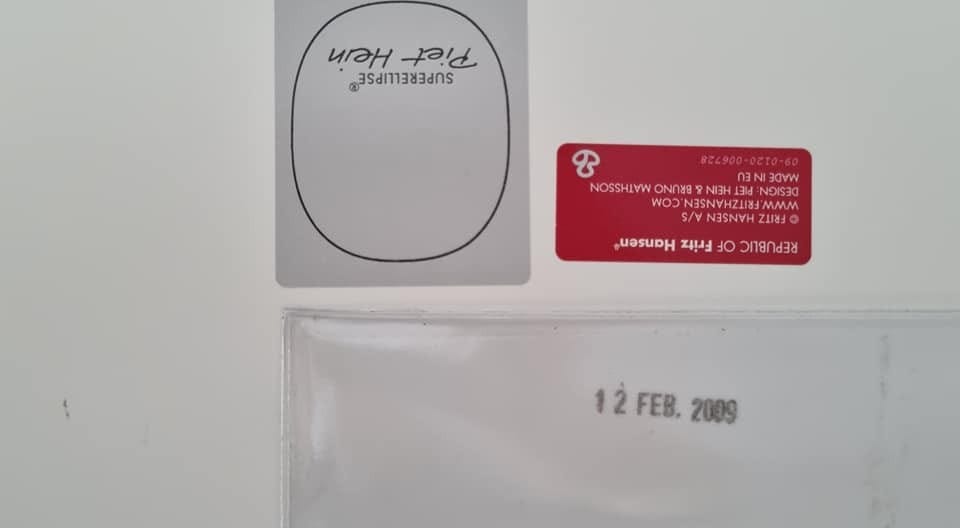 Piet Hein
SUPERELLIPSE®
REPUBLIC OF Fritz Hansen®
© FRITZ HANSEN A/S
WWW.FRITZHANSEN.COM
DESIGN: PIET HEIN & BRUNO MATHSSON
MADE IN EU
09-0120-006728
12 FEB. 2009